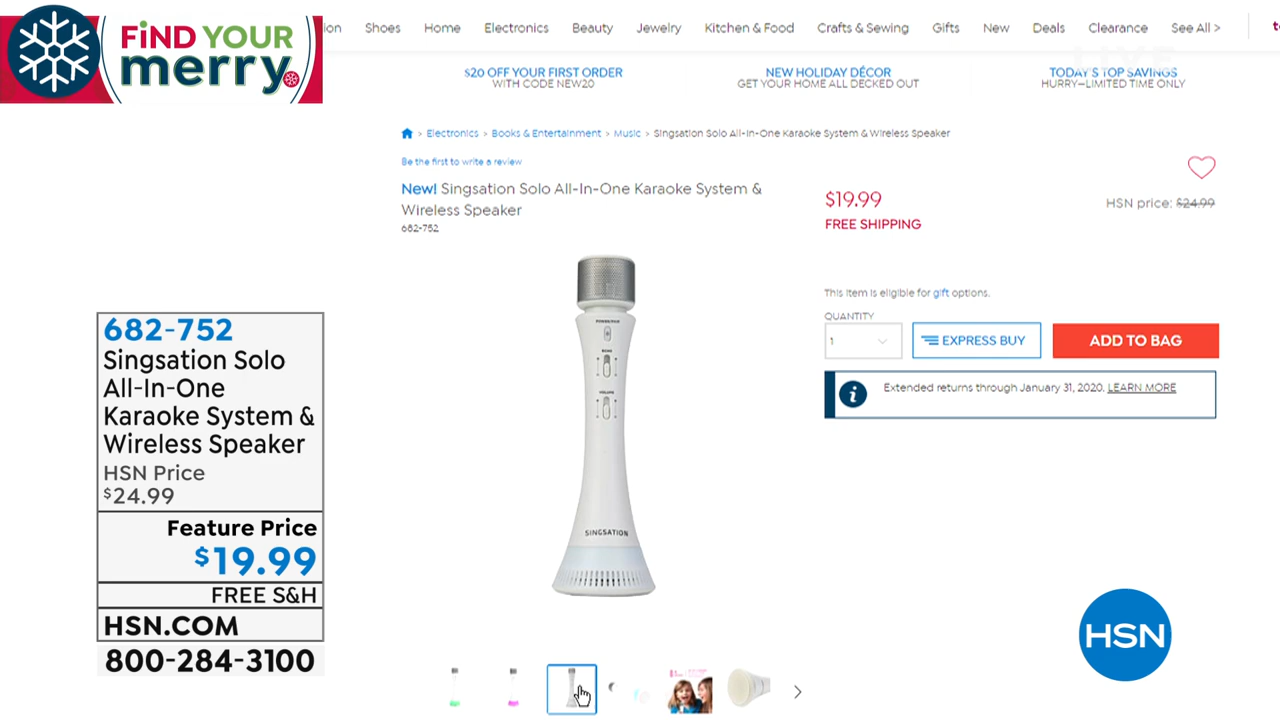 FiND YOUR
merry.
Shoes Home Electronics Beauty Jewelry Kitchen & Food Crafts & Sewing Gifts New Deals Clearance See All >
LIVE
$20 OFF YOUR FIRST ORDER
WITH CODE NEW20
NEW HOLIDAY DÉCOR
GET YOUR HOME ALL DECKED OUT
TODAY'S TOP SAVINGS
HURRY—LIMITED TIME ONLY
> Electronics > Books & Entertainment > Music > Singsation Solo All-In-One Karaoke System & Wireless Speaker
Be the first to write a review
New! Singsation Solo All-In-One Karaoke System &
Wireless Speaker
682-752
$19.99
HSN price: $24.99
FREE SHIPPING
This item is eligible for gift options.
QUANTITY
1
EXPRESS BUY
ADD TO BAG
Extended returns through January 31, 2020. LEARN MORE
VOLUME
SINGSATION
682-752
Singsation Solo
All-In-One
Karaoke System &
Wireless Speaker
HSN Price
$24.99
Feature Price
$19.99
FREE S&H
HSN.COM
800-284-3100
HSN